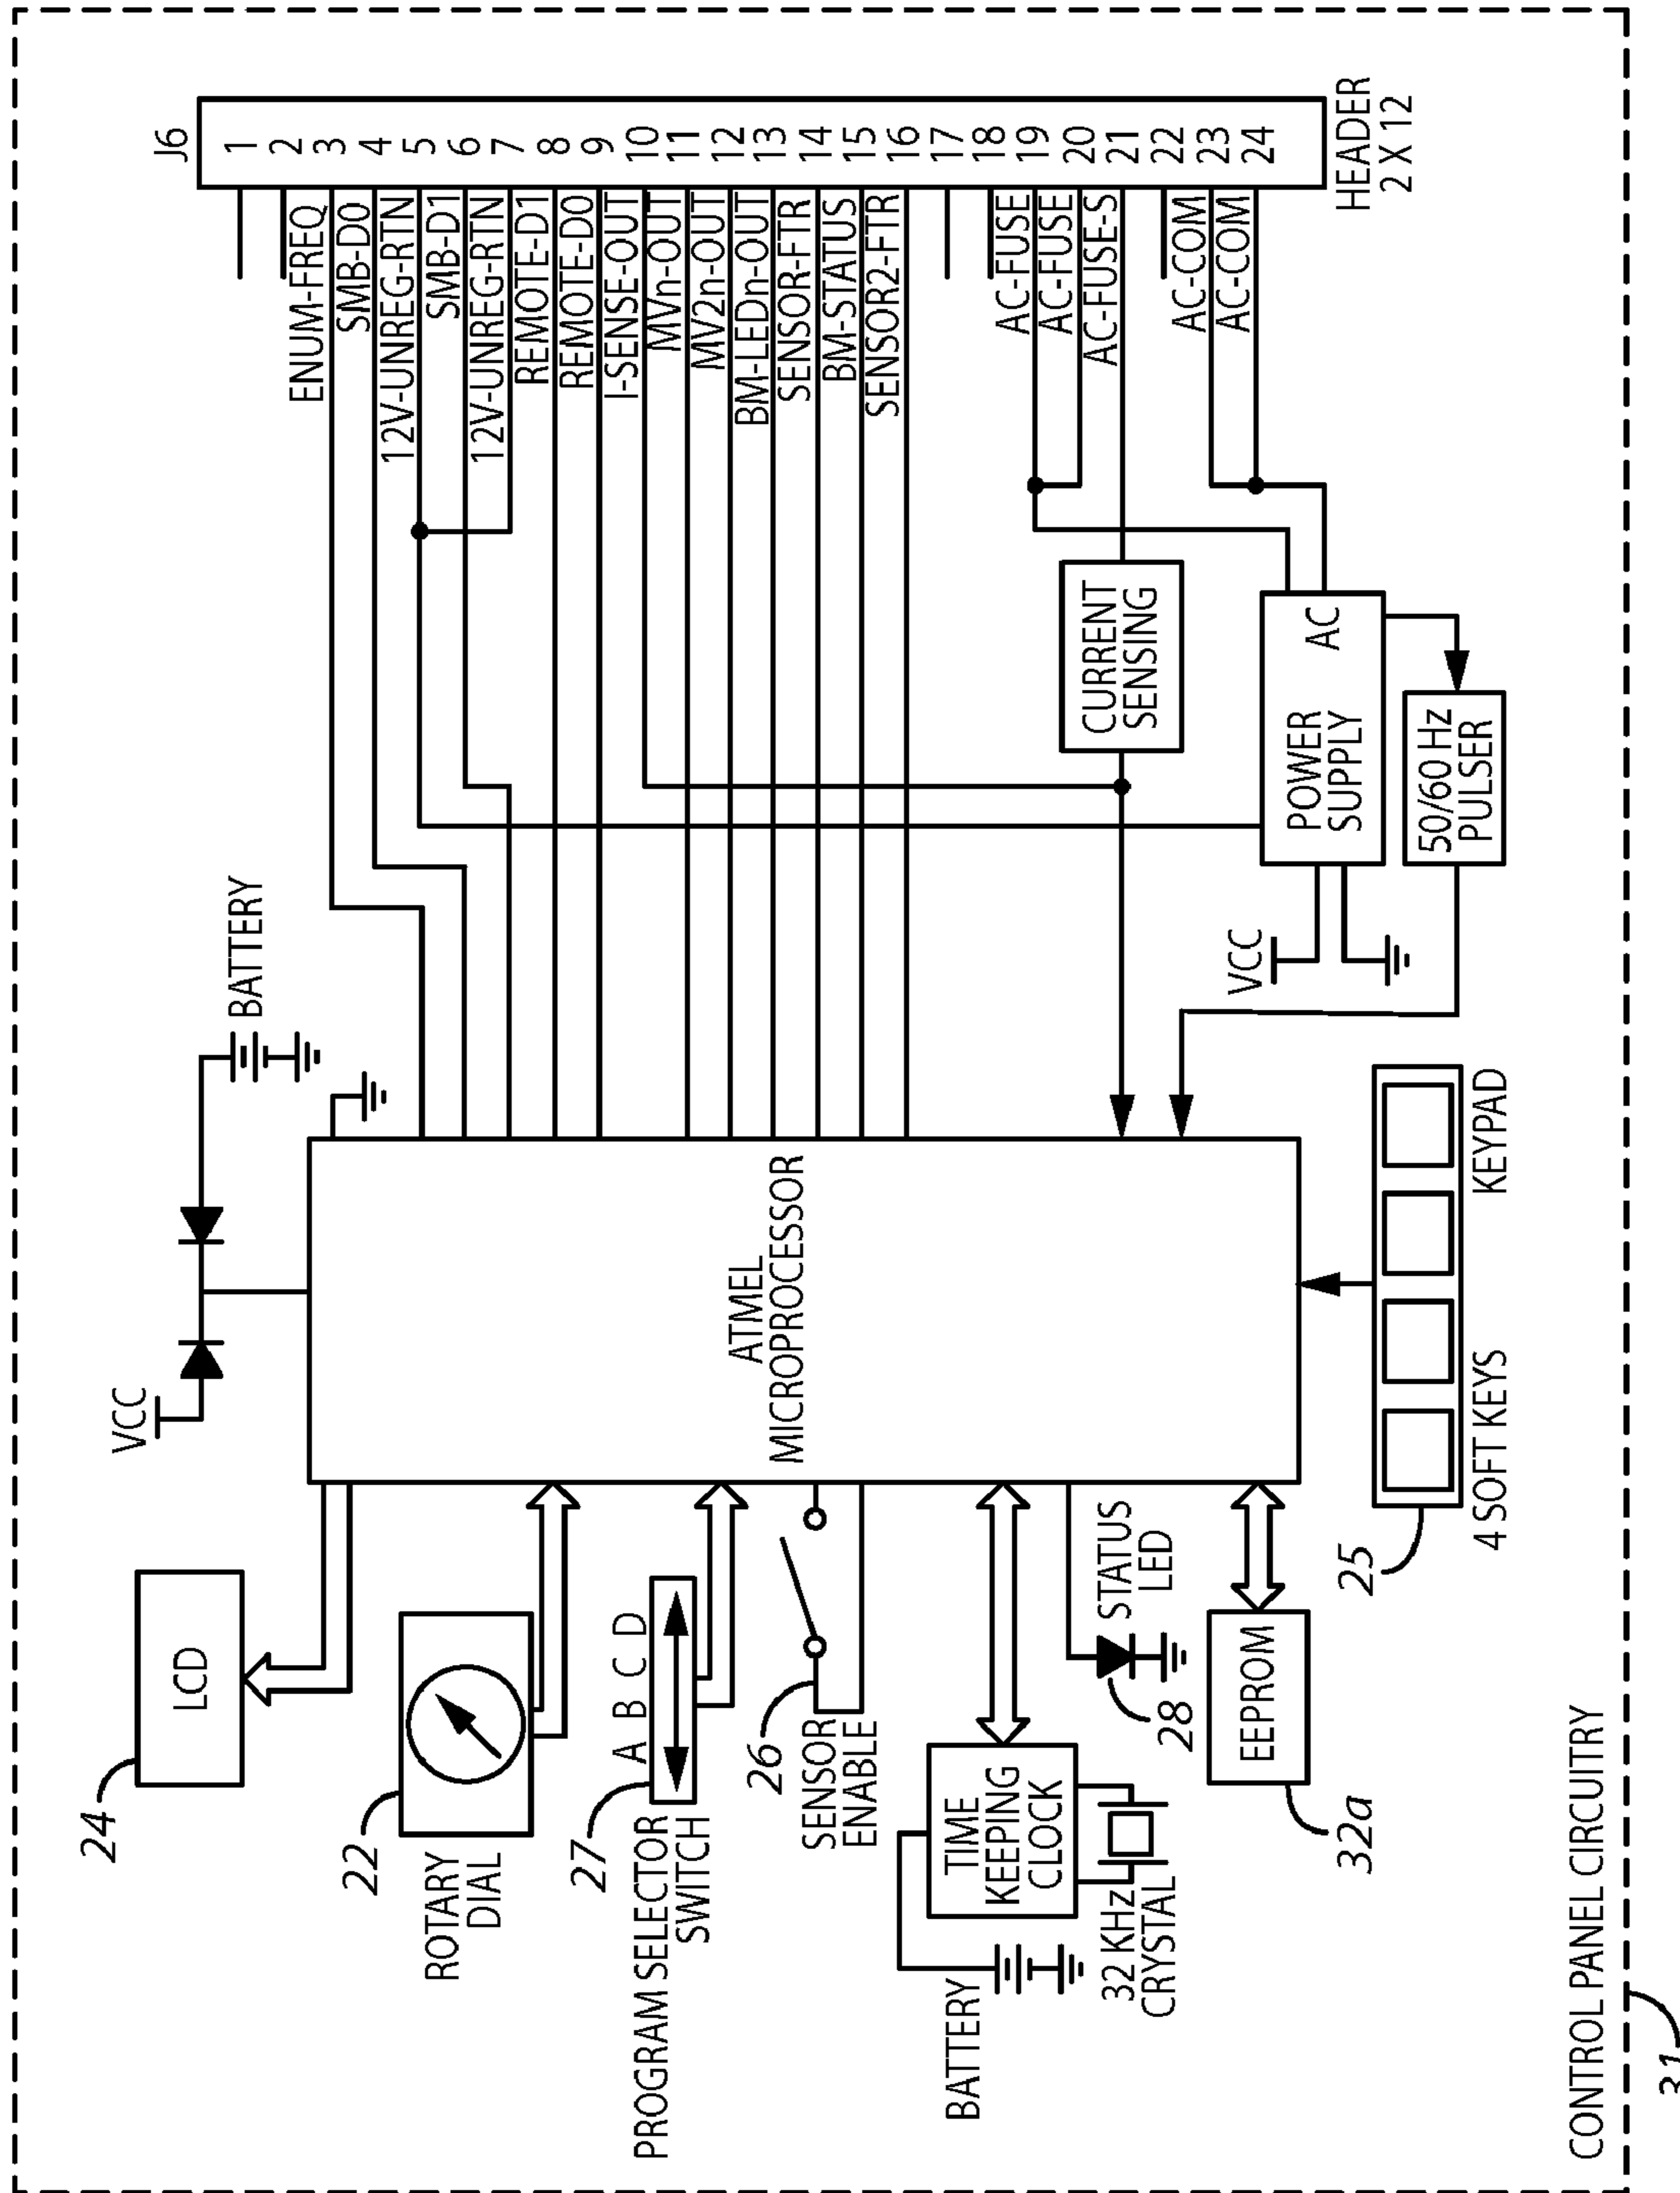 24
LCD
VCC
BATTERY
J6
1
2
3
4
5
6
7
8
9
10
11
12
13
14
15
16
17
18
19
20
21
22
23
24
HEADER
2 X 12
ENUM-FREQ
SMB-D0
12V-UNREG-RTN
SMB-D1
12V-UNREG-RTN
REMOTE-D1
REMOTE-D0
I-SENSE-OUT
MVn-OUT
MV2n-OUT
BM-LEDn-OUT
SENSOR-FTR
BM-STATUS
SENSOR2-FTR
AC-FUSE
AC-FUSE
AC-FUSE-S
AC-COM
AC-COM
22
ROTARY
DIAL
27
A B C D
PROGRAM SELECTOR
SWITCH
26
SENSOR
ENABLE
ATMEL
MICROPROCESSOR
CURRENT
SENSING
POWER
SUPPLY
AC
VCC
50/60 Hz
PULSER
BATTERY
TIME
KEEPING
CLOCK
32 KHz
CRYSTAL
STATUS
LED
28
EEPROM
32a
25
4 SOFT KEYS
KEYPAD
CONTROL PANEL CIRCUITRY
31